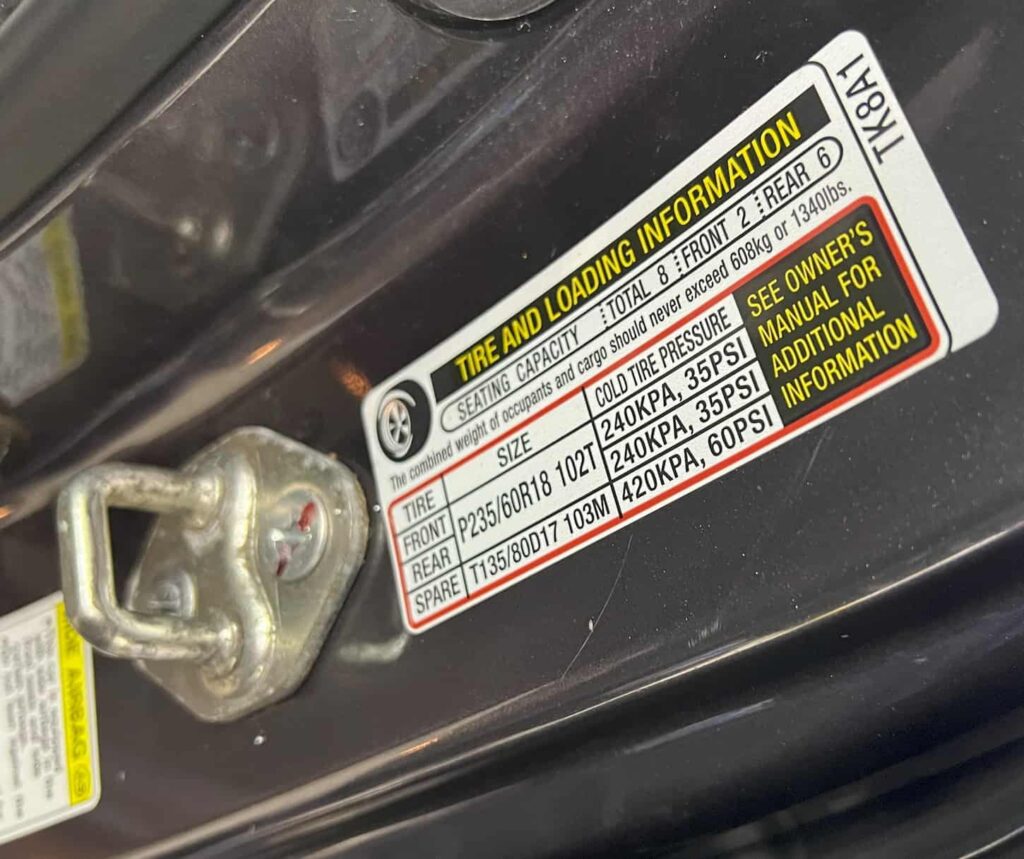 TK8A1
TIRE AND LOADING INFORMATION
SEATING CAPACITY TOTAL 8 FRONT 2 REAR 6
The combined weight of occupants and cargo should never exceed 608kg or 1340lbs.
TIRE SIZE COLD TIRE PRESSURE
FRONT P235/60R18 102T 240KPA, 35PSI
REAR 240KPA, 35PSI
SPARE T135/80D17 103M 420KPA, 60PSI
SEE OWNER'S
MANUAL FOR
ADDITIONAL
INFORMATION
AIRBAG